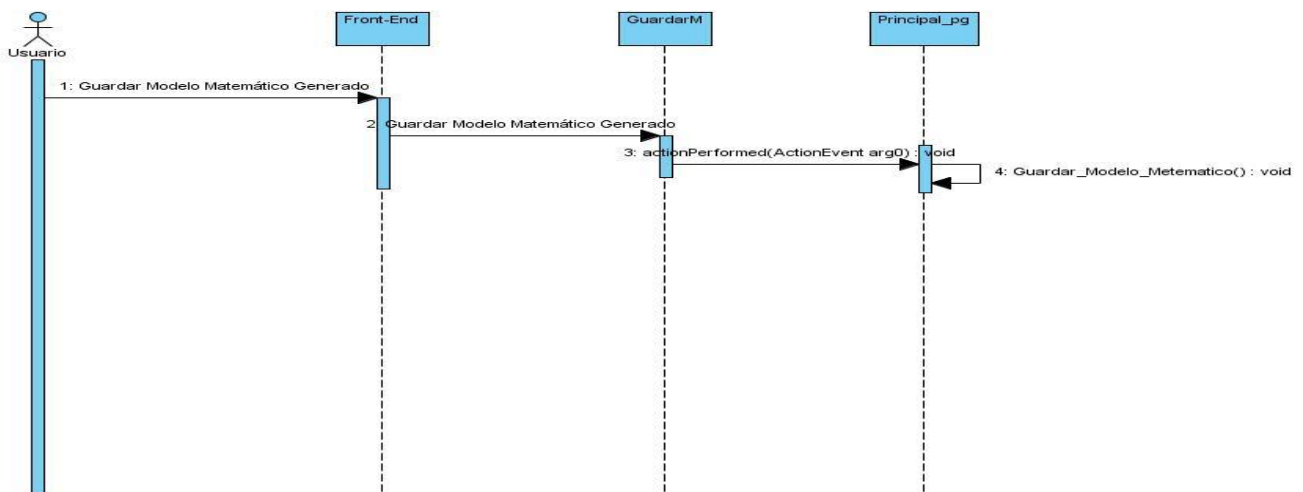 Usuario
Front-End
GuardarM
Principal_pg
1: Guardar Modelo Matemático Generado
2: Guardar Modelo Matemático Generado
3: actionPerformed(ActionEvent arg0) : void
4: Guardar_Modelo_Metematico() : void